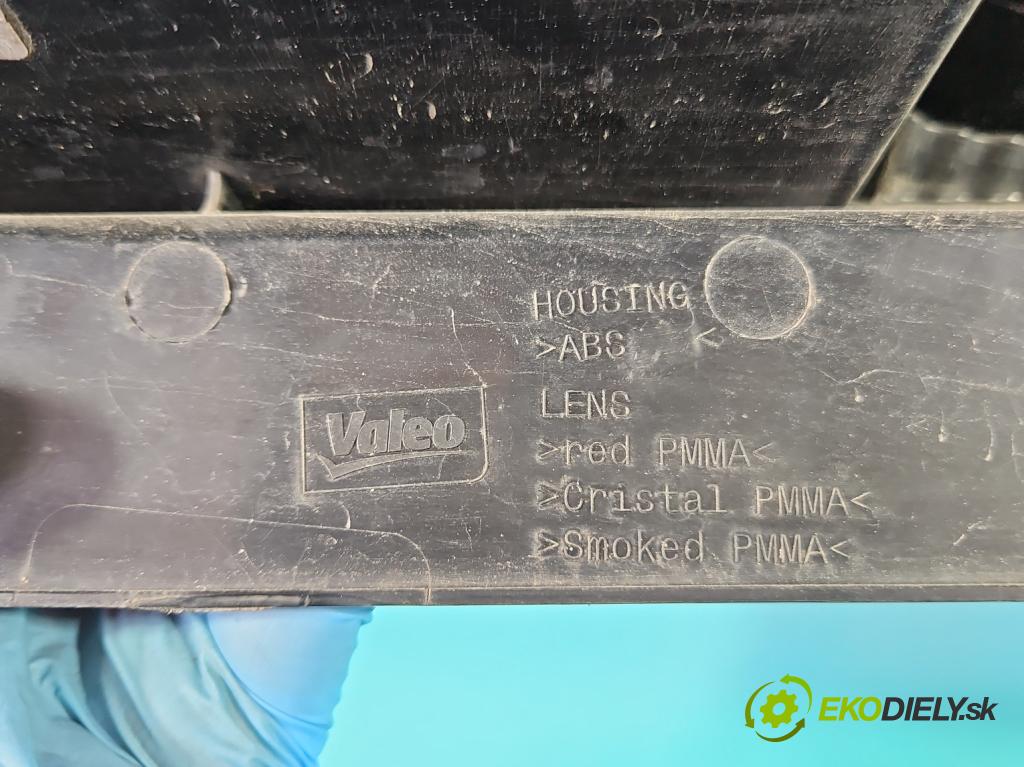 HOUSING
>ABS <
LENS
Valeo
>red PMMA<
>Cristal PMMA<
>Smoked PMMA<
EKODIELY.sk